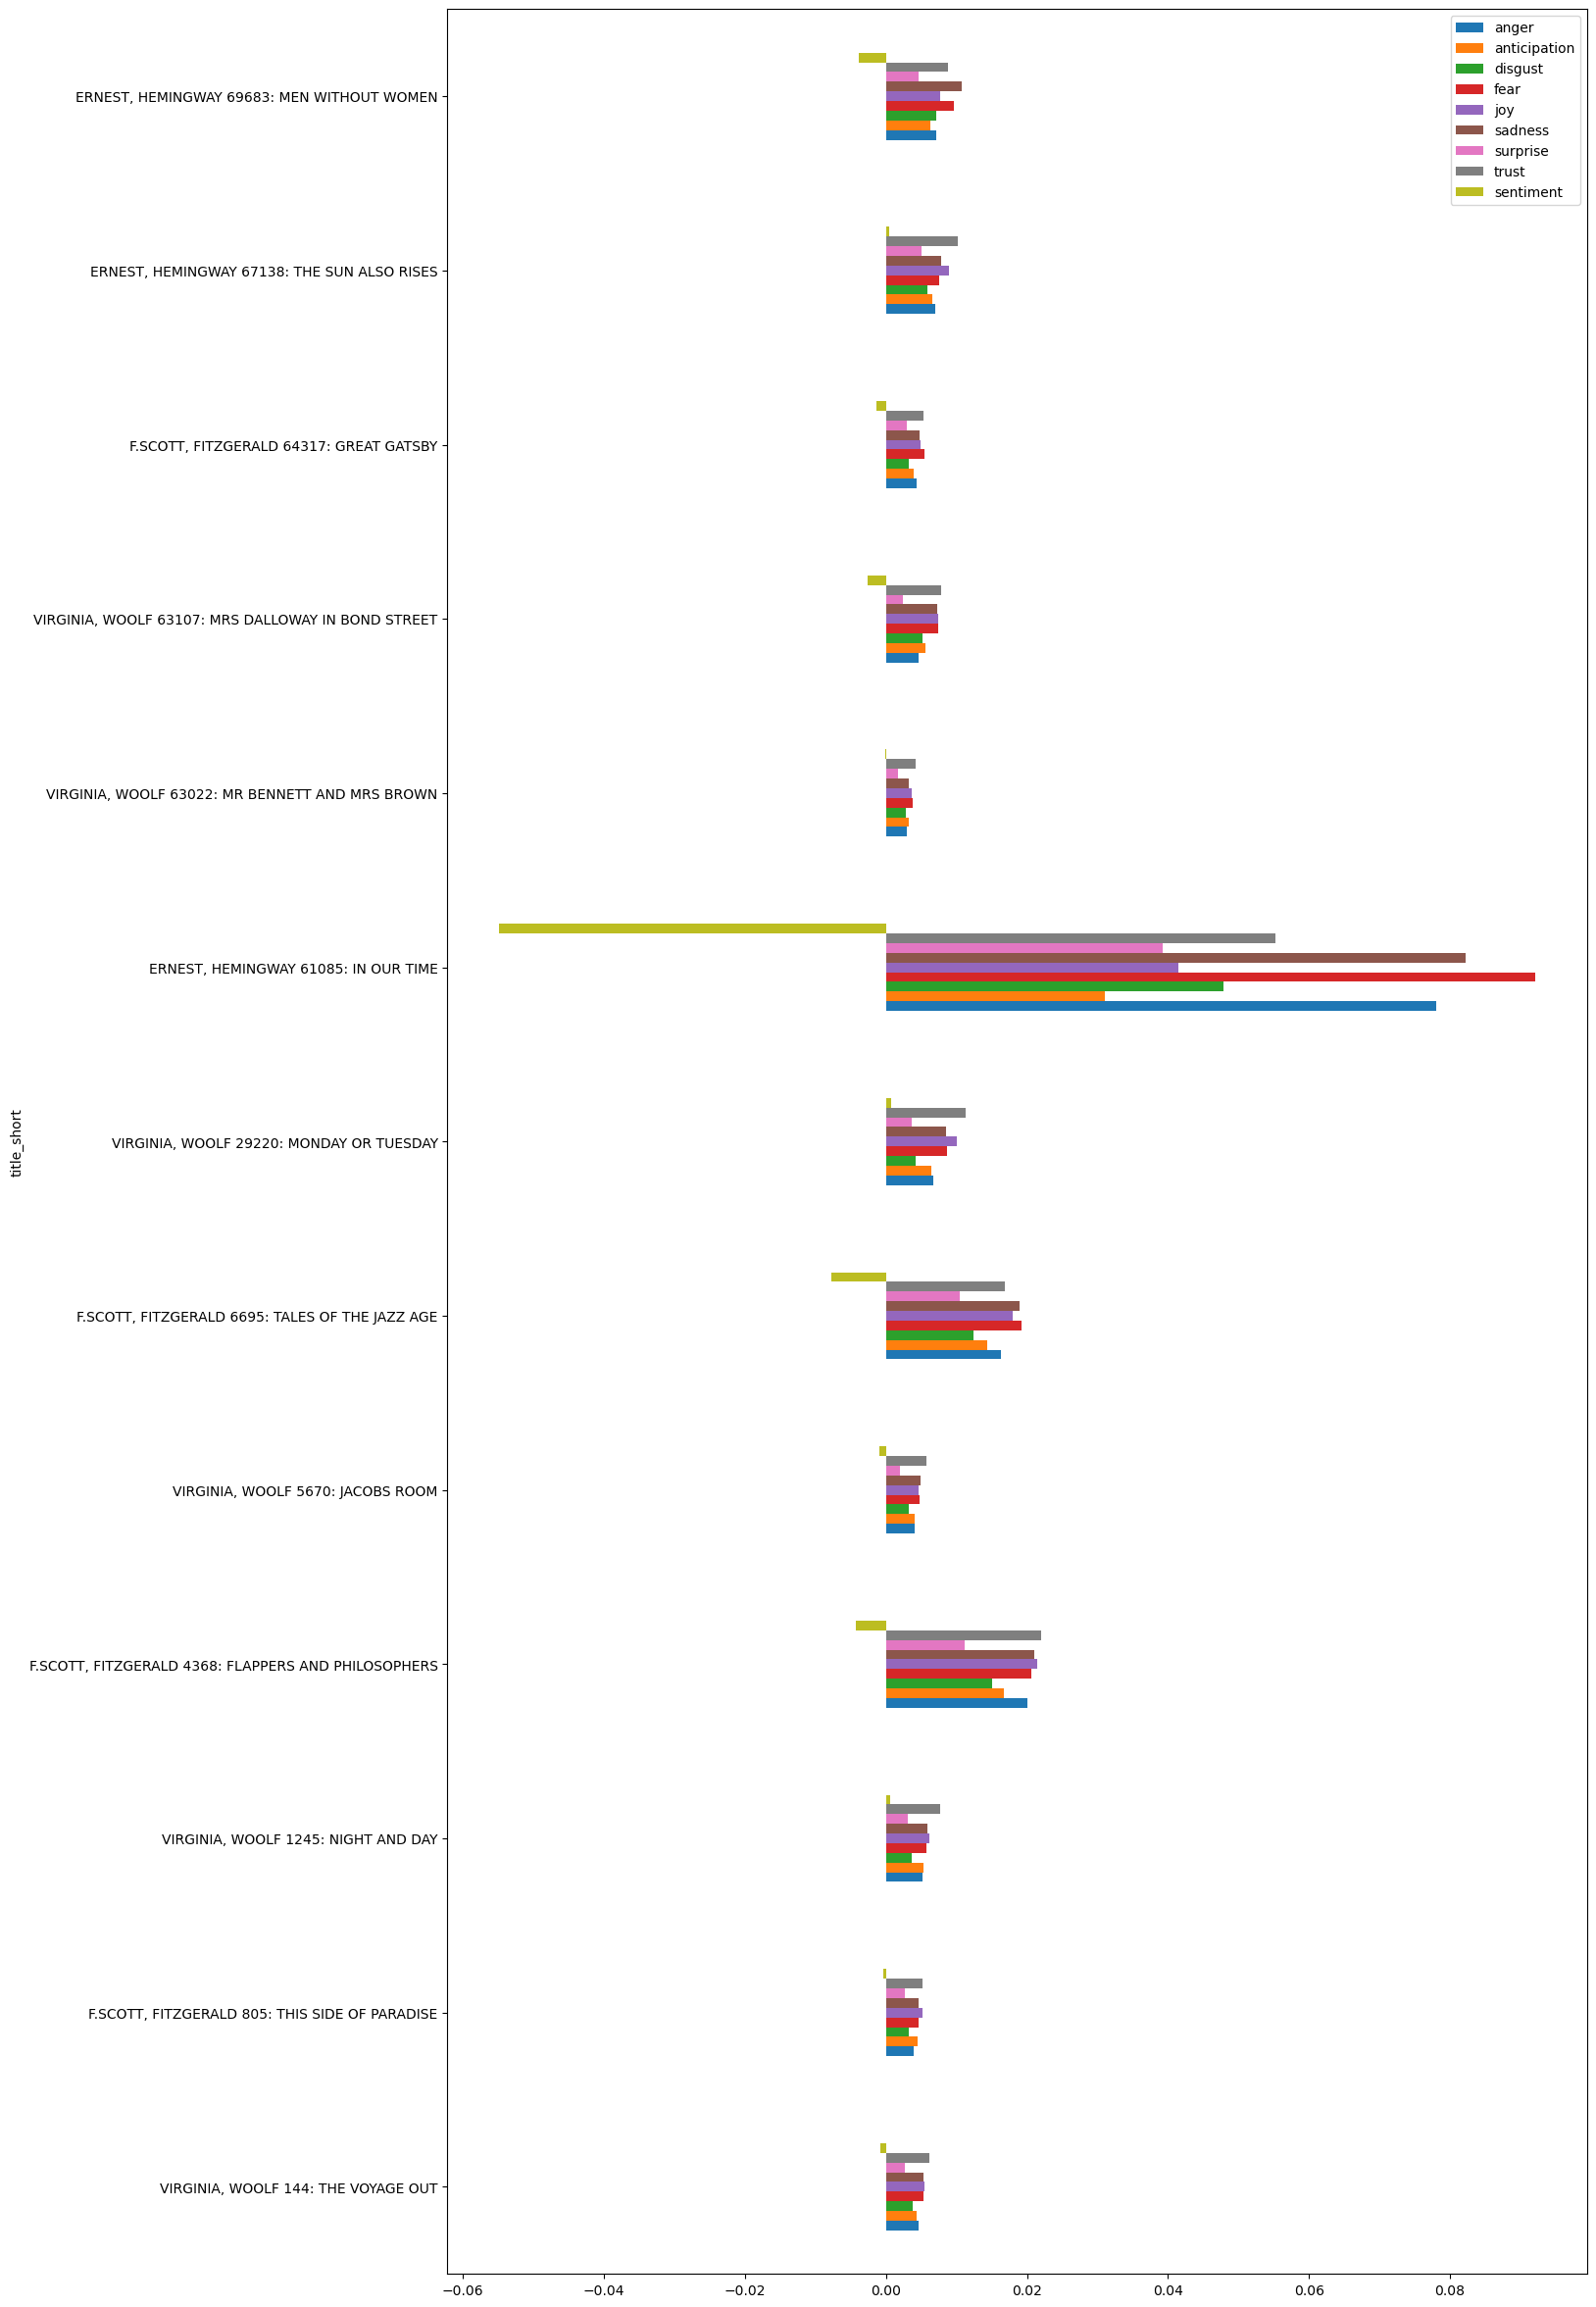 anger
anticipation
disgust
fear
joy
sadness
surprise
trust
sentiment
ERNEST, HEMINGWAY 69683: MEN WITHOUT WOMEN
ERNEST, HEMINGWAY 67138: THE SUN ALSO RISES
F.SCOTT, FITZGERALD 64317: GREAT GATSBY
VIRGINIA, WOOLF 63107: MRS DALLOWAY IN BOND STREET
VIRGINIA, WOOLF 63022: MR BENNETT AND MRS BROWN
ERNEST, HEMINGWAY 61085: IN OUR TIME
VIRGINIA, WOOLF 29220: MONDAY OR TUESDAY
F.SCOTT, FITZGERALD 6695: TALES OF THE JAZZ AGE
VIRGINIA, WOOLF 5670: JACOBS ROOM
F.SCOTT, FITZGERALD 4368: FLAPPERS AND PHILOSOPHERS
VIRGINIA, WOOLF 1245: NIGHT AND DAY
F.SCOTT, FITZGERALD 805: THIS SIDE OF PARADISE
VIRGINIA, WOOLF 144: THE VOYAGE OUT
title_short
−0.06 −0.04 −0.02 0.00 0.02 0.04 0.06 0.08